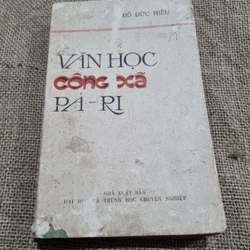 ĐỖ ĐỨC HIỂU
VĂN HỌC
CÔNG XÃ
PA-RI
NHÀ XUẤT BẢN
ĐẠI HỌC VÀ TRUNG HỌC CHUYÊN NGHIỆP